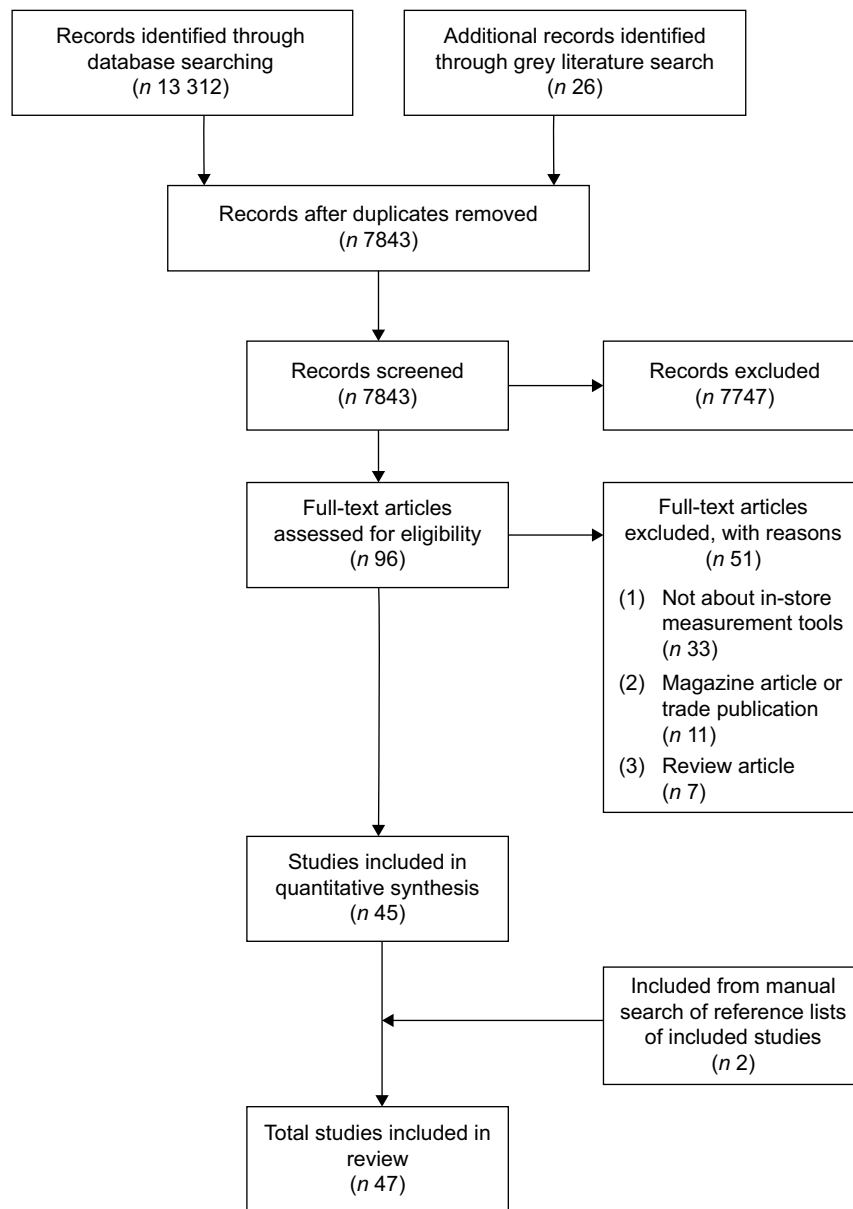 Records identified through
database searching
(n 13 312)
Additional records identified
through grey literature search
(n 26)
Records after duplicates removed
(n 7843)
Records screened
(n 7843)
Records excluded
(n 7747)
Full-text articles
assessed for eligibility
(n 96)
Full-text articles
excluded, with reasons
(n 51)
(1) Not about in-store
measurement tools
(n 33)
(2) Magazine article or
trade publication
(n 11)
(3) Review article
(n 7)
Studies included in
quantitative synthesis
(n 45)
Included from manual
search of reference lists
of included studies
(n 2)
Total studies included in
review
(n 47)